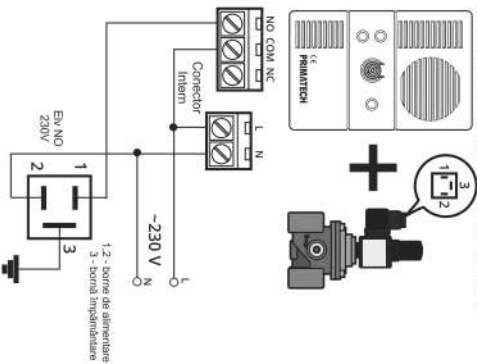 NO COM NC
Conector
Intern
L N
Elv NO
230V
1
2
3
~230 V
L
N
1,2 - borne de alimentare
3 - bornă împământare
CE
PRIMATECH
1
2
3